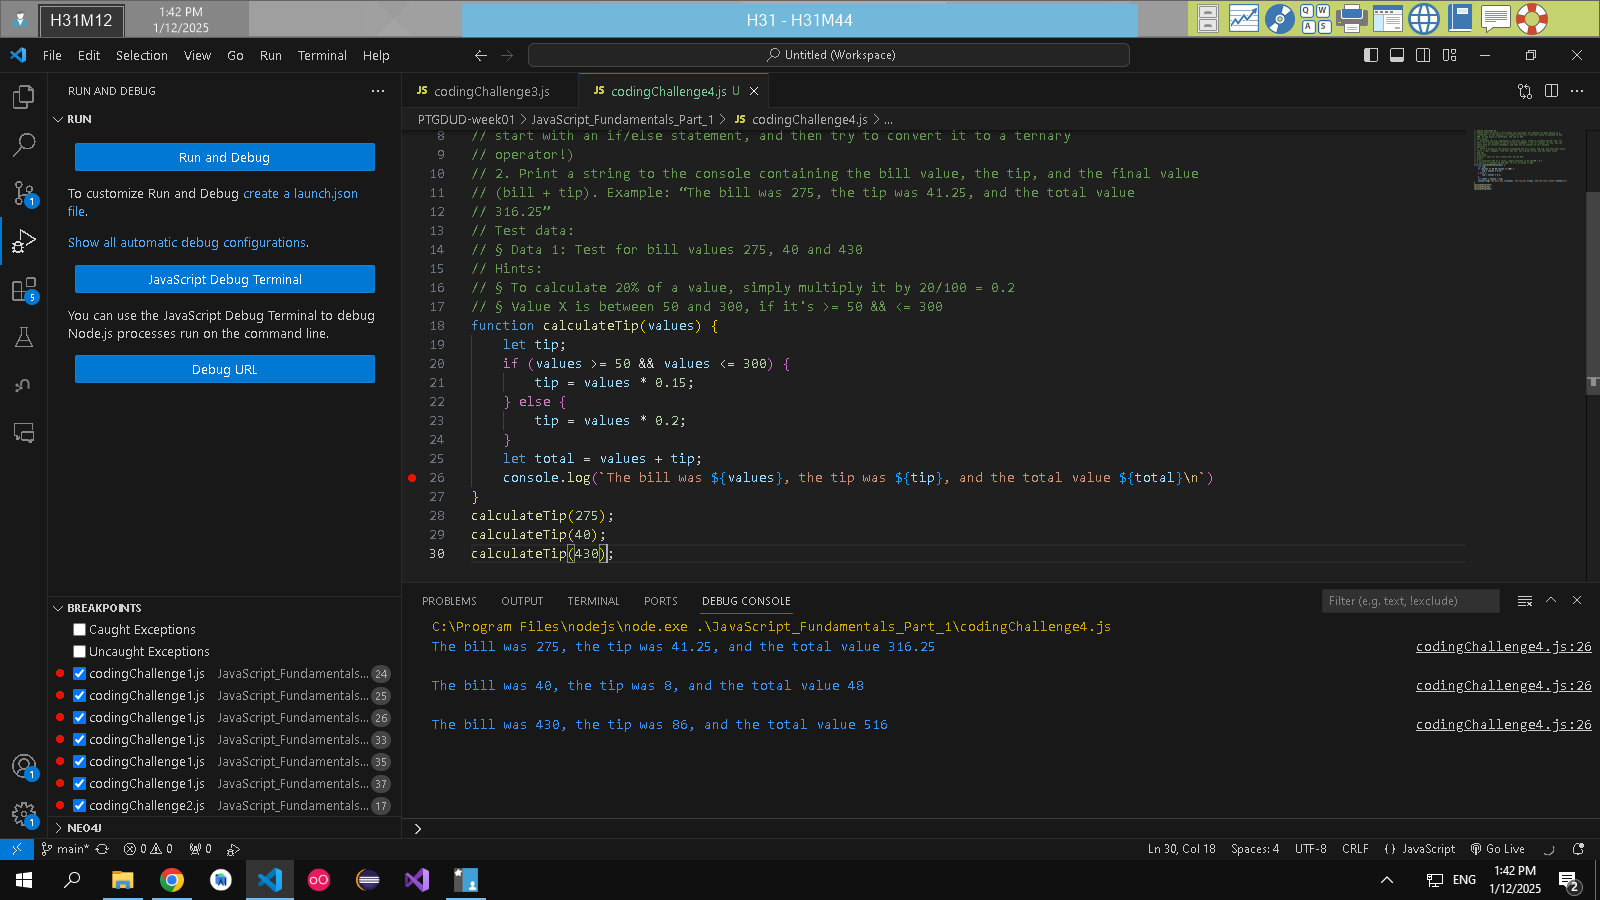 H31M12
1:42 PM
1/12/2025
H31 - H31M44
Q W
A S
File Edit Selection View Go Run Terminal Help
Untitled (Workspace)
RUN AND DEBUG
RUN
Run and Debug
To customize Run and Debug create a launch.json
file.
Show all automatic debug configurations.
JavaScript Debug Terminal
You can use the JavaScript Debug Terminal to debug
Node.js processes run on the command line.
Debug URL
BREAKPOINTS
Caught Exceptions
Uncaught Exceptions
codingChallenge1.js JavaScript_Fundamentals... 24
codingChallenge1.js JavaScript_Fundamentals... 25
codingChallenge1.js JavaScript_Fundamentals... 26
codingChallenge1.js JavaScript_Fundamentals... 33
codingChallenge1.js JavaScript_Fundamentals... 35
codingChallenge1.js JavaScript_Fundamentals... 37
codingChallenge2.js JavaScript_Fundamentals... 17
NEO4J
1
5
1
1
JS codingChallenge3.js JS codingChallenge4.js U
PTGDUD-week01 > JavaScript_Fundamentals_Part_1 > JS codingChallenge4.js > ...
8 // start with an if/else statement, and then try to convert it to a ternary
9 // operator!)
10 // 2. Print a string to the console containing the bill value, the tip, and the final value
11 // (bill + tip). Example: “The bill was 275, the tip was 41.25, and the total value
12 // 316.25”
13 // Test data:
14 // § Data 1: Test for bill values 275, 40 and 430
15 // Hints:
16 // § To calculate 20% of a value, simply multiply it by 20/100 = 0.2
17 // § Value X is between 50 and 300, if it's >= 50 && <= 300
18 function calculateTip(values) {
19 let tip;
20 if (values >= 50 && values <= 300) {
21 tip = values * 0.15;
22 } else {
23 tip = values * 0.2;
24 }
25 let total = values + tip;
26 console.log(`The bill was ${values}, the tip was ${tip}, and the total value ${total}\n`)
27 }
28 calculateTip(275);
29 calculateTip(40);
30 calculateTip(430);
PROBLEMS OUTPUT TERMINAL PORTS DEBUG CONSOLE Filter (e.g. text, !exclude)
C:\Program Files\nodejs\node.exe .\JavaScript_Fundamentals_Part_1\codingChallenge4.js
The bill was 275, the tip was 41.25, and the total value 316.25 codingChallenge4.js:26
The bill was 40, the tip was 8, and the total value 48 codingChallenge4.js:26
The bill was 430, the tip was 86, and the total value 516 codingChallenge4.js:26
>
main* 0 0 0 Ln 30, Col 18 Spaces: 4 UTF-8 CRLF {} JavaScript Go Live
ENG 1:42 PM
1/12/2025
2